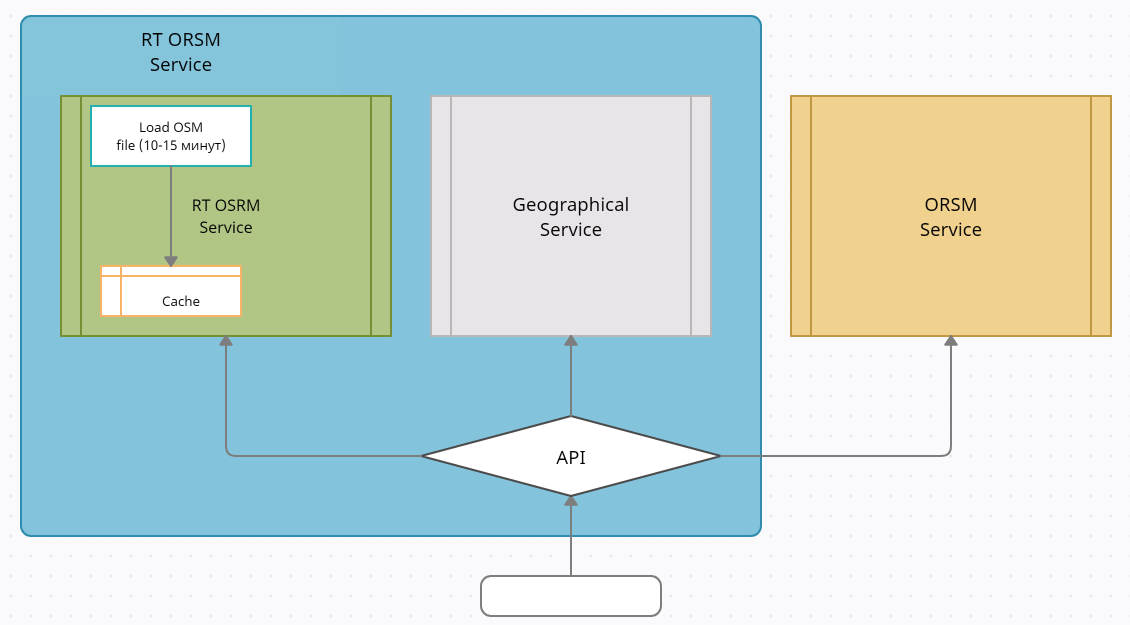 RT ORSM
Service
Load OSM
file (10-15 минут)
RT OSRM
Service
Cache
Geographical
Service
ORSM
Service
API